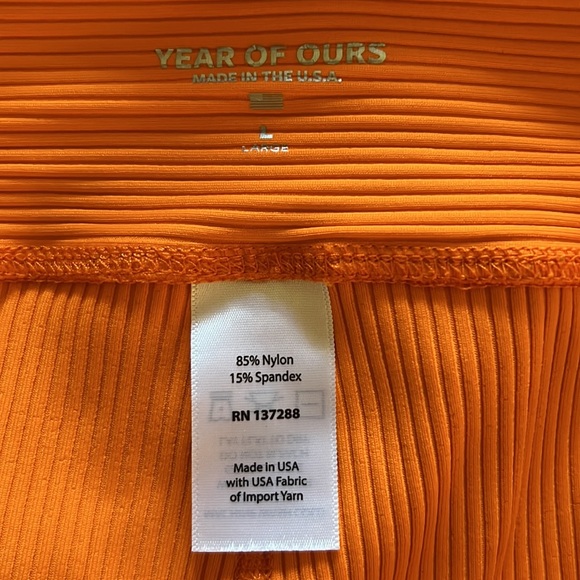 YEAR OF OURS
MADE IN THE U.S.A.
L
LARGE
85% Nylon
15% Spandex
RN 137288
Made in USA
with USA Fabric
of Import Yarn